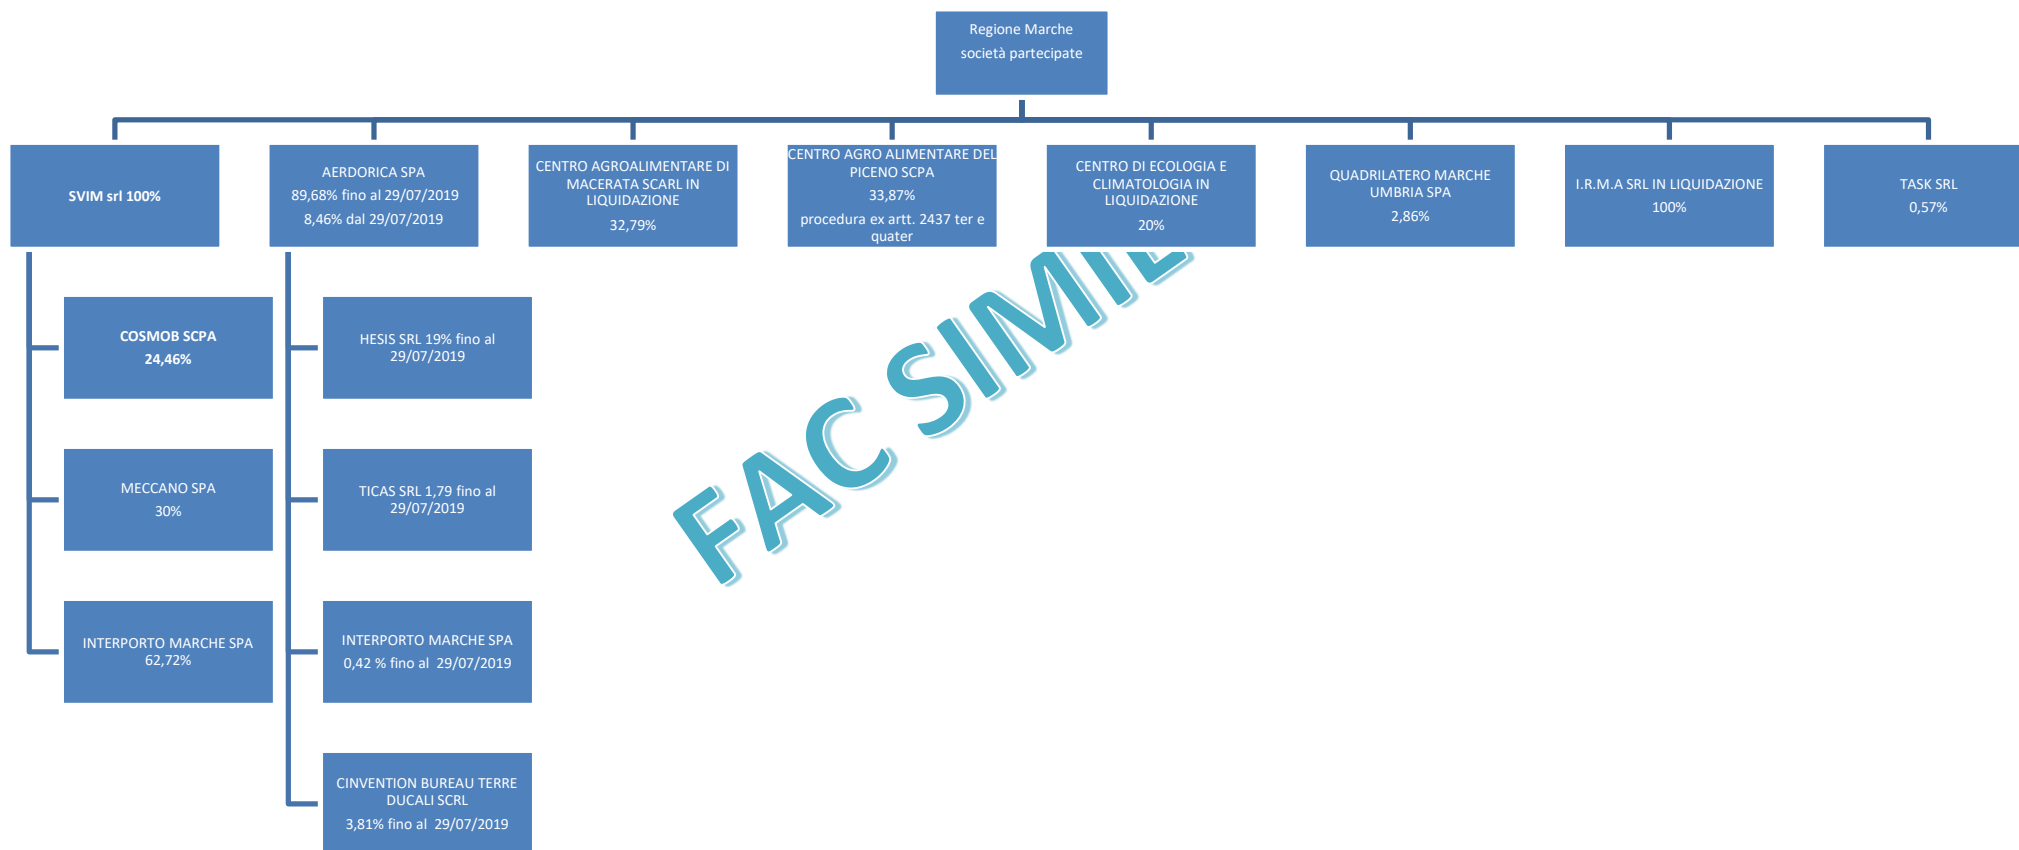 Regione Marche
società partecipate
SVIM srl 100%
AERDORICA SPA
89,68% fino al 29/07/2019
8,46% dal 29/07/2019
CENTRO AGROALIMENTARE DI
MACERATA SCARL IN
LIQUIDAZIONE
32,79%
CENTRO AGRO ALIMENTARE DEL
PICENO SCPA
33,87%
procedura ex artt. 2437 ter e
quater
CENTRO DI ECOLOGIA E
CLIMATOLOGIA IN
LIQUIDAZIONE
20%
QUADRILATERO MARCHE
UMBRIA SPA
2,86%
I.R.M.A SRL IN LIQUIDAZIONE
100%
TASK SRL
0,57%
COSMOB SCPA
24,46%
MECCANO SPA
30%
INTERPORTO MARCHE SPA
62,72%
HESIS SRL 19% fino al
29/07/2019
TICAS SRL 1,79 fino al
29/07/2019
INTERPORTO MARCHE SPA
0,42 % fino al 29/07/2019
CINVENTION BUREAU TERRE
DUCALI SCRL
3,81% fino al 29/07/2019
FAC SIMILE